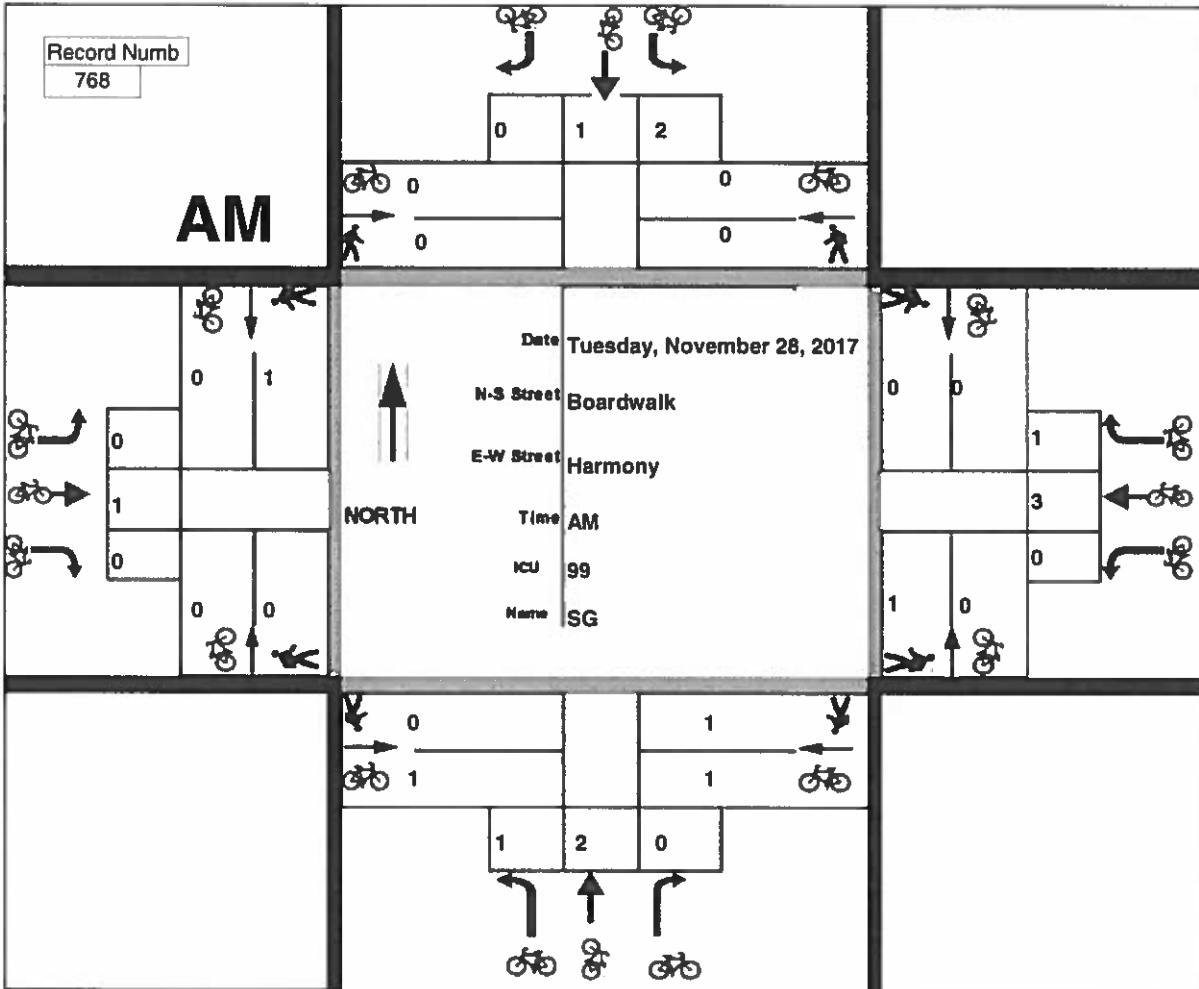 Record Numb
768
AM
0 1 2
0 0
0 0
0 1
0
1
0
0 0
NORTH
Date Tuesday, November 28, 2017
N-S Street Boardwalk
E-W Street Harmony
Time AM
ICU 99
Name SG
0 0
1
3
0
1 0
0 1
1 1
1 2 0